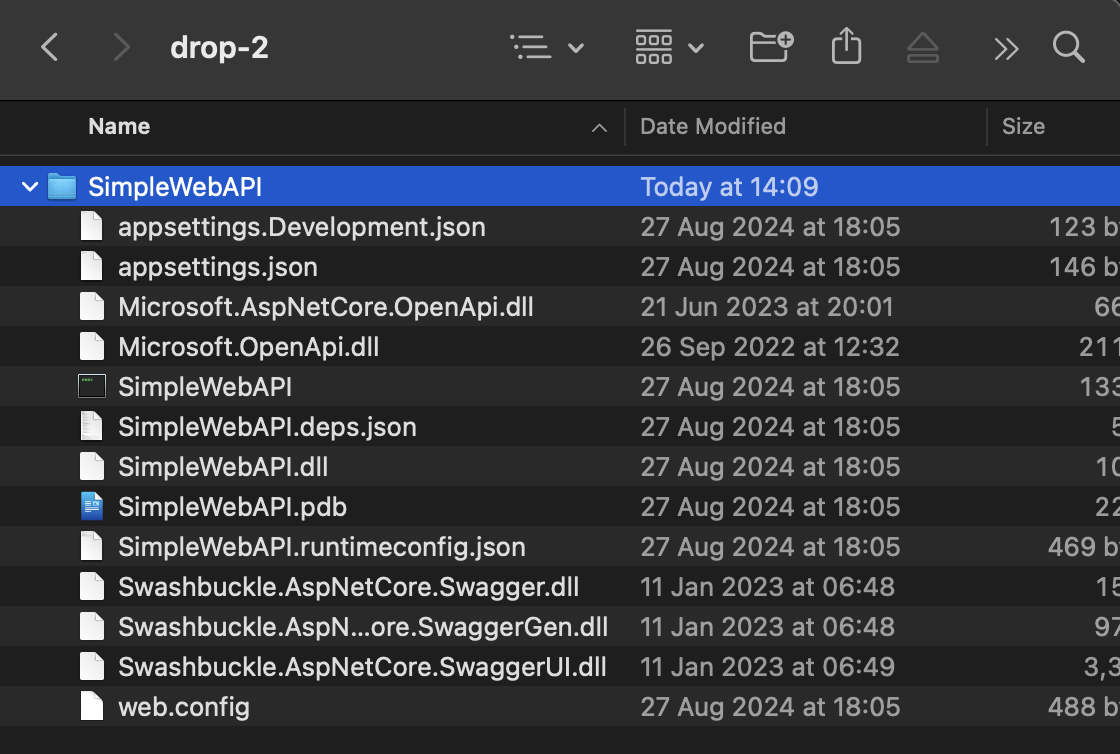 drop-2
Name Date Modified Size
SimpleWebAPI Today at 14:09
appsettings.Development.json 27 Aug 2024 at 18:05 123
appsettings.json 27 Aug 2024 at 18:05 146
Microsoft.AspNetCore.OpenApi.dll 21 Jun 2023 at 20:01 66
Microsoft.OpenApi.dll 26 Sep 2022 at 12:32 211
SimpleWebAPI 27 Aug 2024 at 18:05 133
SimpleWebAPI.deps.json 27 Aug 2024 at 18:05
SimpleWebAPI.dll 27 Aug 2024 at 18:05 10
SimpleWebAPI.pdb 27 Aug 2024 at 18:05 22
SimpleWebAPI.runtimeconfig.json 27 Aug 2024 at 18:05 469
Swashbuckle.AspNetCore.Swagger.dll 11 Jan 2023 at 06:48 15
Swashbuckle.AspN...ore.SwaggerGen.dll 11 Jan 2023 at 06:48 97
Swashbuckle.AspNetCore.SwaggerUI.dll 11 Jan 2023 at 06:49 3,3
web.config 27 Aug 2024 at 18:05 488